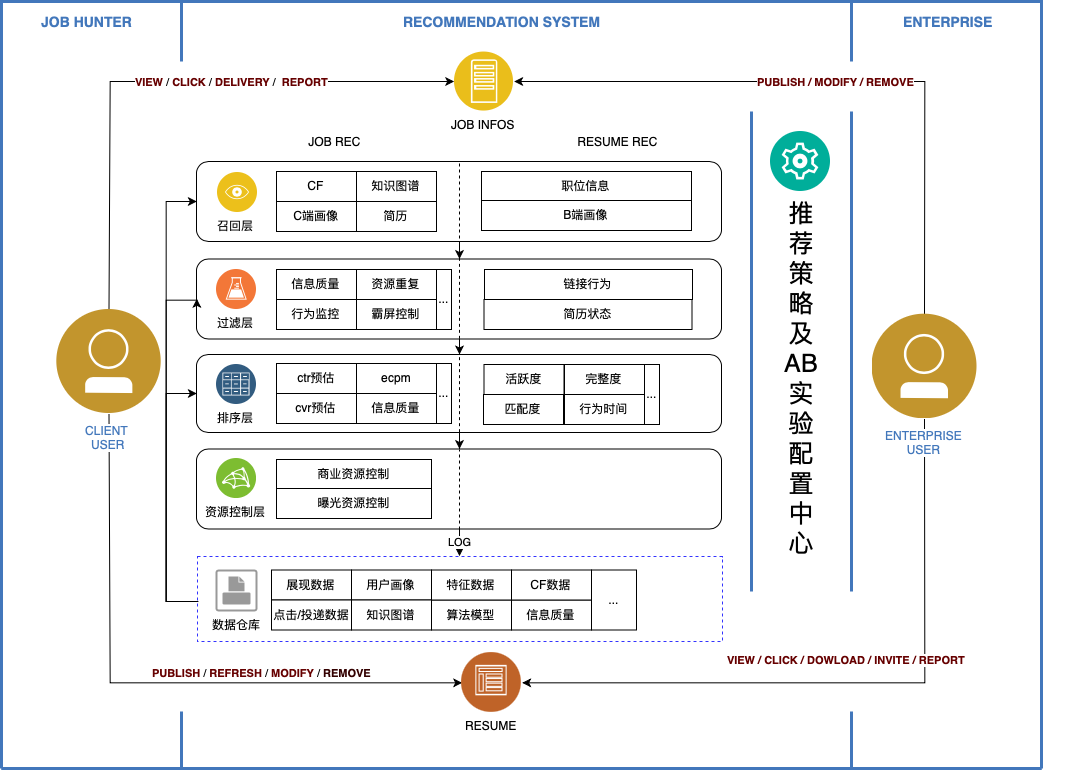 JOB HUNTER
RECOMMENDATION SYSTEM
ENTERPRISE
VIEW / CLICK / DELIVERY / REPORT
PUBLISH / MODIFY / REMOVE
JOB INFOS
JOB REC
RESUME REC
召回层
CF
知识图谱
C端画像
简历
职位信息
B端画像
过滤层
信息质量
资源重复
行为监控
霸屏控制
...
链接行为
简历状态
排序层
ctr预估
ecpm
cvr预估
信息质量
...
活跃度
完整度
匹配度
行为时间
...
资源控制层
商业资源控制
曝光资源控制
LOG
数据仓库
展现数据
用户画像
特征数据
CF数据
点击/投递数据
知识图谱
算法模型
信息质量
...
推
荐
策
略
及
AB
实
验
配
置
中
心
CLIENT
USER
ENTERPRISE
USER
PUBLISH / REFRESH / MODIFY / REMOVE
VIEW / CLICK / DOWLOAD / INVITE / REPORT
RESUME